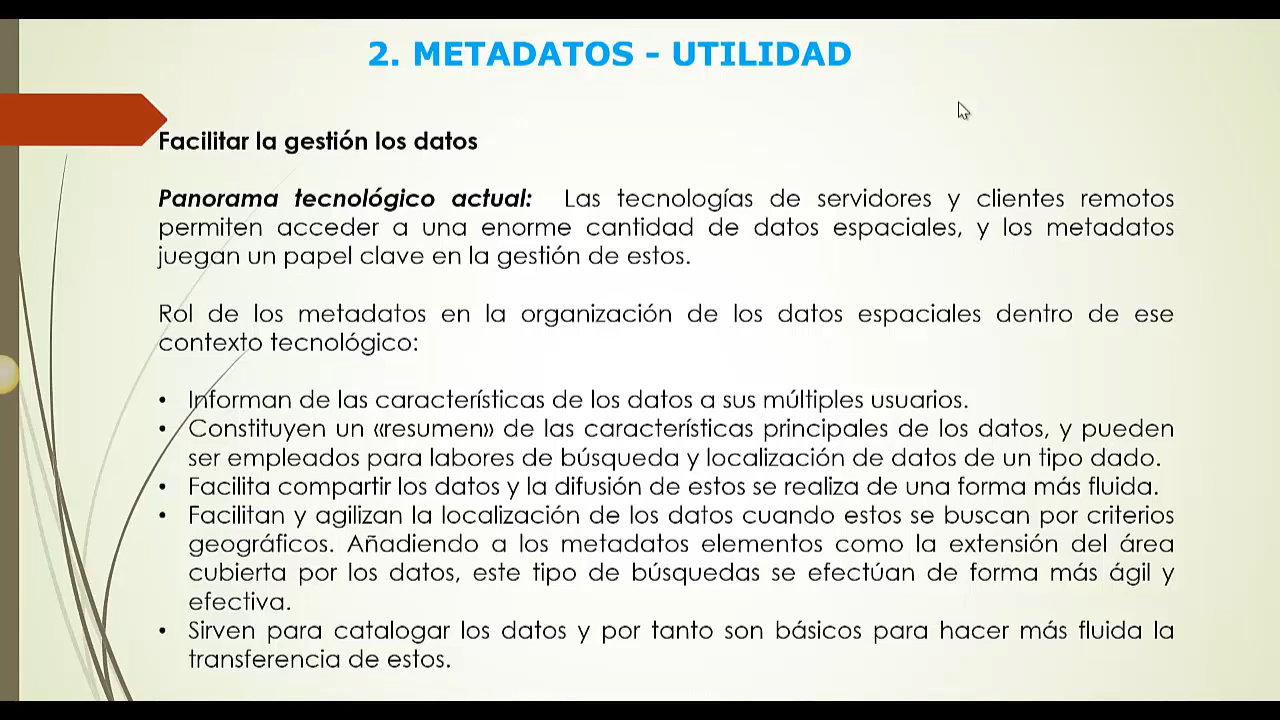 2. METADATOS - UTILIDAD
Facilitar la gestión los datos
Panorama tecnológico actual: Las tecnologías de servidores y clientes remotos
permiten acceder a una enorme cantidad de datos espaciales, y los metadatos
juegan un papel clave en la gestión de estos.
Rol de los metadatos en la organización de los datos espaciales dentro de ese
contexto tecnológico:
• Informan de las características de los datos a sus múltiples usuarios.
• Constituyen un «resumen» de las características principales de los datos, y pueden
ser empleados para labores de búsqueda y localización de datos de un tipo dado.
• Facilita compartir los datos y la difusión de estos se realiza de una forma más fluida.
• Facilitan y agilizan la localización de los datos cuando estos se buscan por criterios
geográficos. Añadiendo a los metadatos elementos como la extensión del área
cubierta por los datos, este tipo de búsquedas se efectúan de forma más ágil y
efectiva.
• Sirven para catalogar los datos y por tanto son básicos para hacer más fluida la
transferencia de estos.